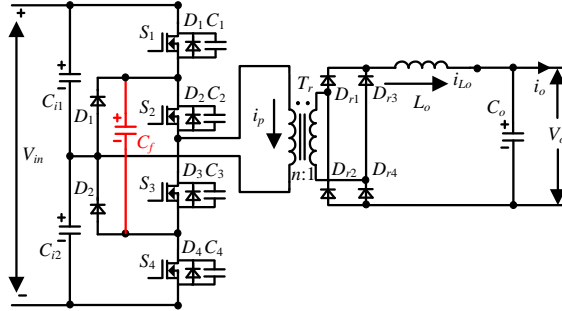 +
S1
D1 C1
+
-
Ci1
D1
+
-
Cf
S2
D2 C2
Vin
D2
S3
D3 C3
+
-
Ci2
S4
D4 C4
-
ip
Tr
n:1
Dr1
Dr3
Dr2
Dr4
Lo
iLo
io
Co
+
-
Vo